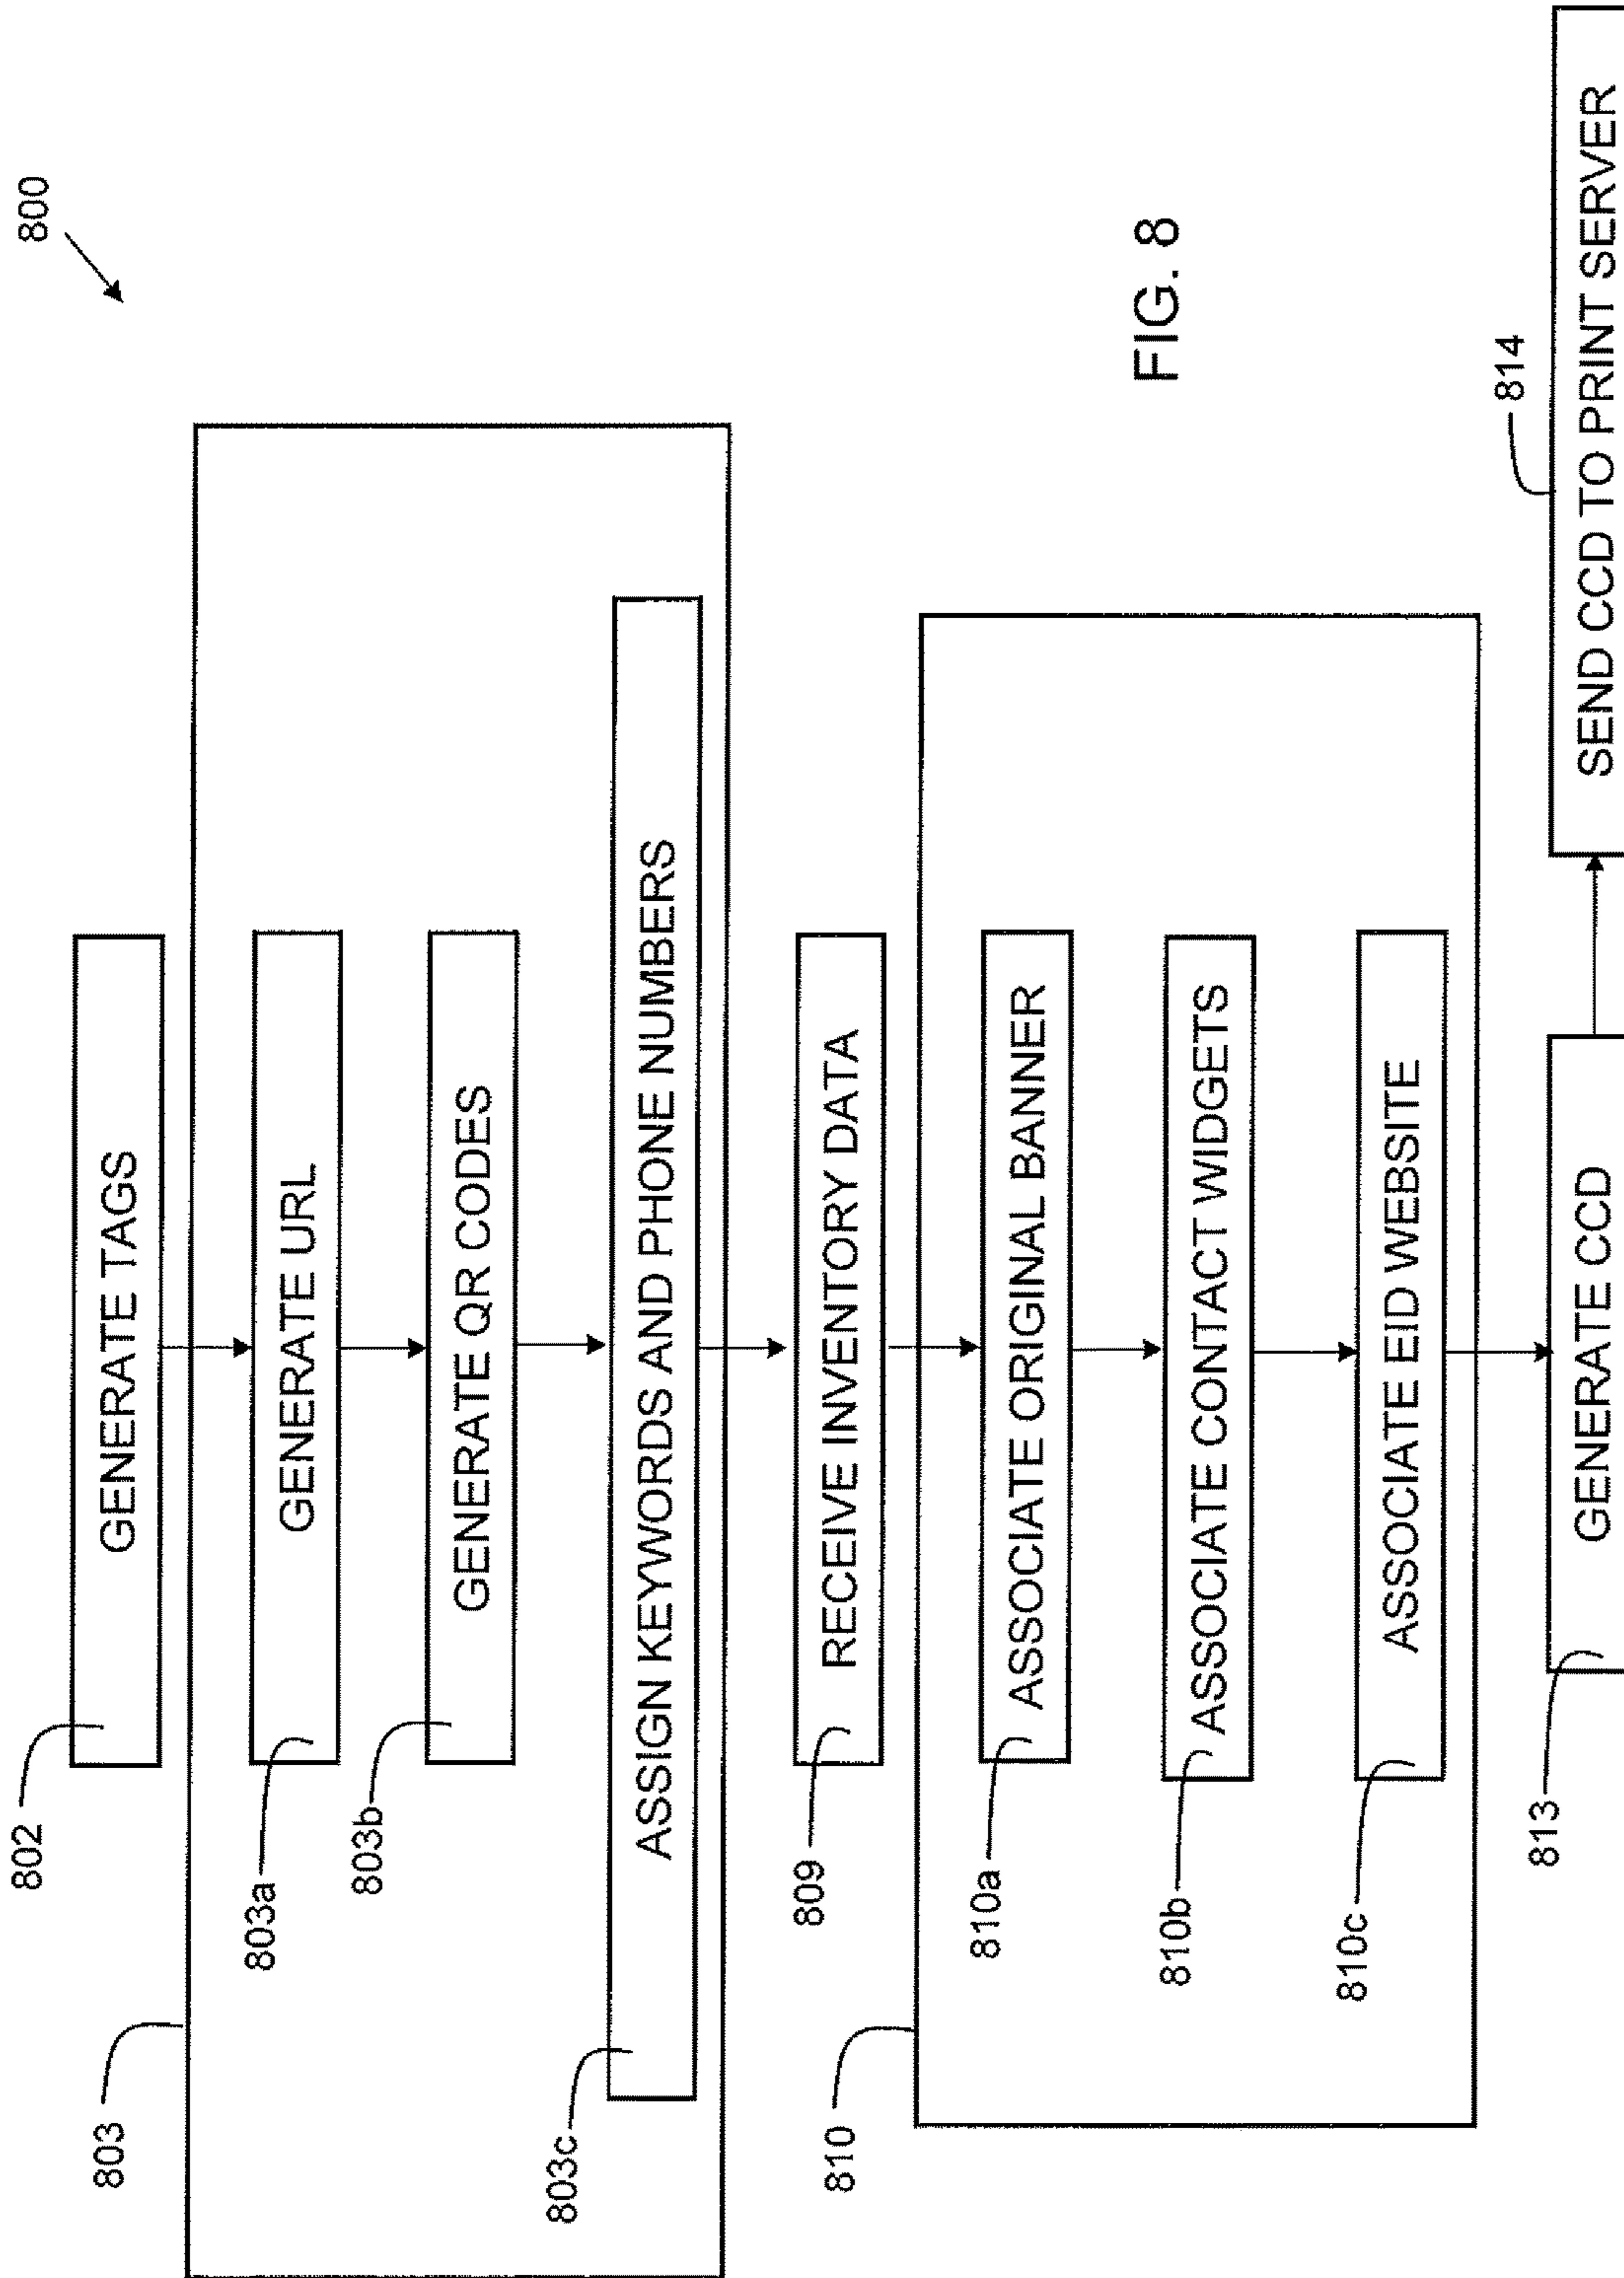 800
802
GENERATE TAGS
803
803a
GENERATE URL
803b
GENERATE QR CODES
803c
ASSIGN KEYWORDS AND PHONE NUMBERS
809
RECEIVE INVENTORY DATA
810
810a
ASSOCIATE ORIGINAL BANNER
810b
ASSOCIATE CONTACT WIDGETS
810c
ASSOCIATE EID WEBSITE
FIG. 8
813
GENERATE CCD
814
SEND CCD TO PRINT SERVER